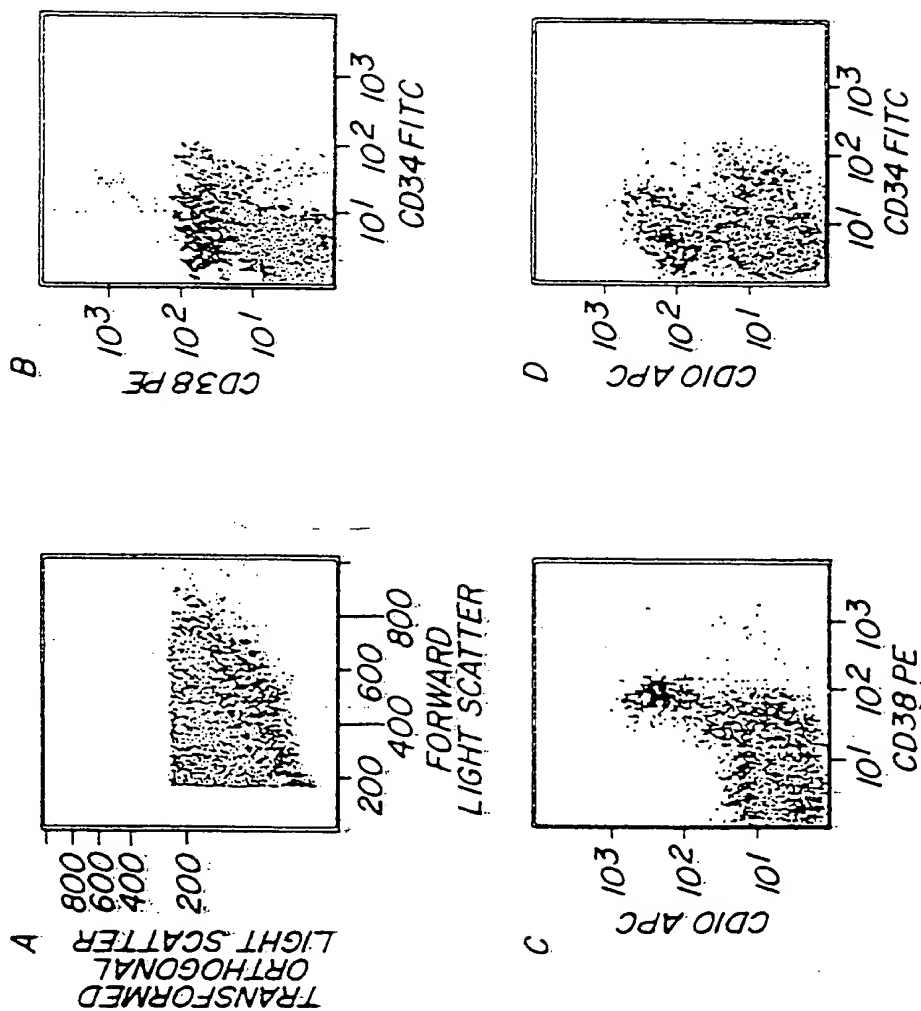 A
TRANSFORMED
ORTHOGONAL
LIGHT SCATTER
800
600
400
200
200 400 600 800
FORWARD
LIGHT SCATTER
B
CD38 PE
10³
10²
10¹
10¹ 10² 10³
CD34 FITC
C
CD10 APC
10³
10²
10¹
10¹ 10² 10³
CD38 PE
D
CD10 APC
10³
10²
10¹
10¹ 10² 10³
CD34 FITC